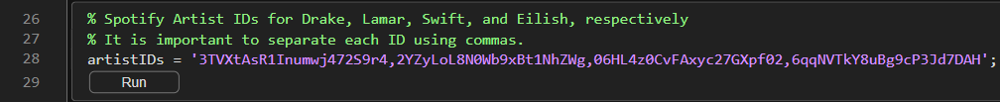 26 % Spotify Artist IDs for Drake, Lamar, Swift, and Eilish, respectively
27 % It is important to separate each ID using commas.
28 artistIDs = '3TVXtAsR1Inumwj472S9r4,2YZyLoL8N0Wb9xBt1NhZWg,06HL4z0CvFAxyc27GXpf02,6qqNVTkY8uBg9cP3Jd7DAH';
29 Run